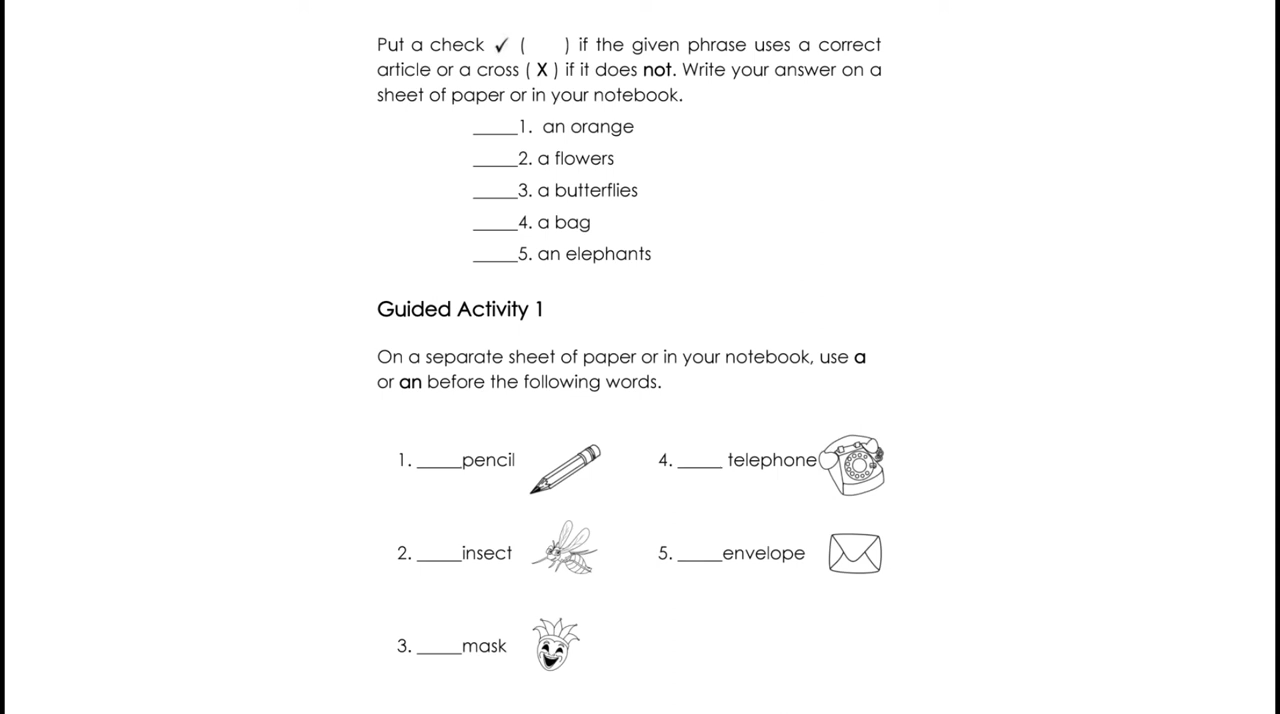 Put a check ✓ (    ) if the given phrase uses a correct
article or a cross ( X ) if it does not. Write your answer on a
sheet of paper or in your notebook.
_____1. an orange
_____2. a flowers
_____3. a butterflies
_____4. a bag
_____5. an elephants
Guided Activity 1
On a separate sheet of paper or in your notebook, use a
or an before the following words.
1. _____pencil
2. _____insect
3. _____mask
4. _____ telephone
5. _____envelope